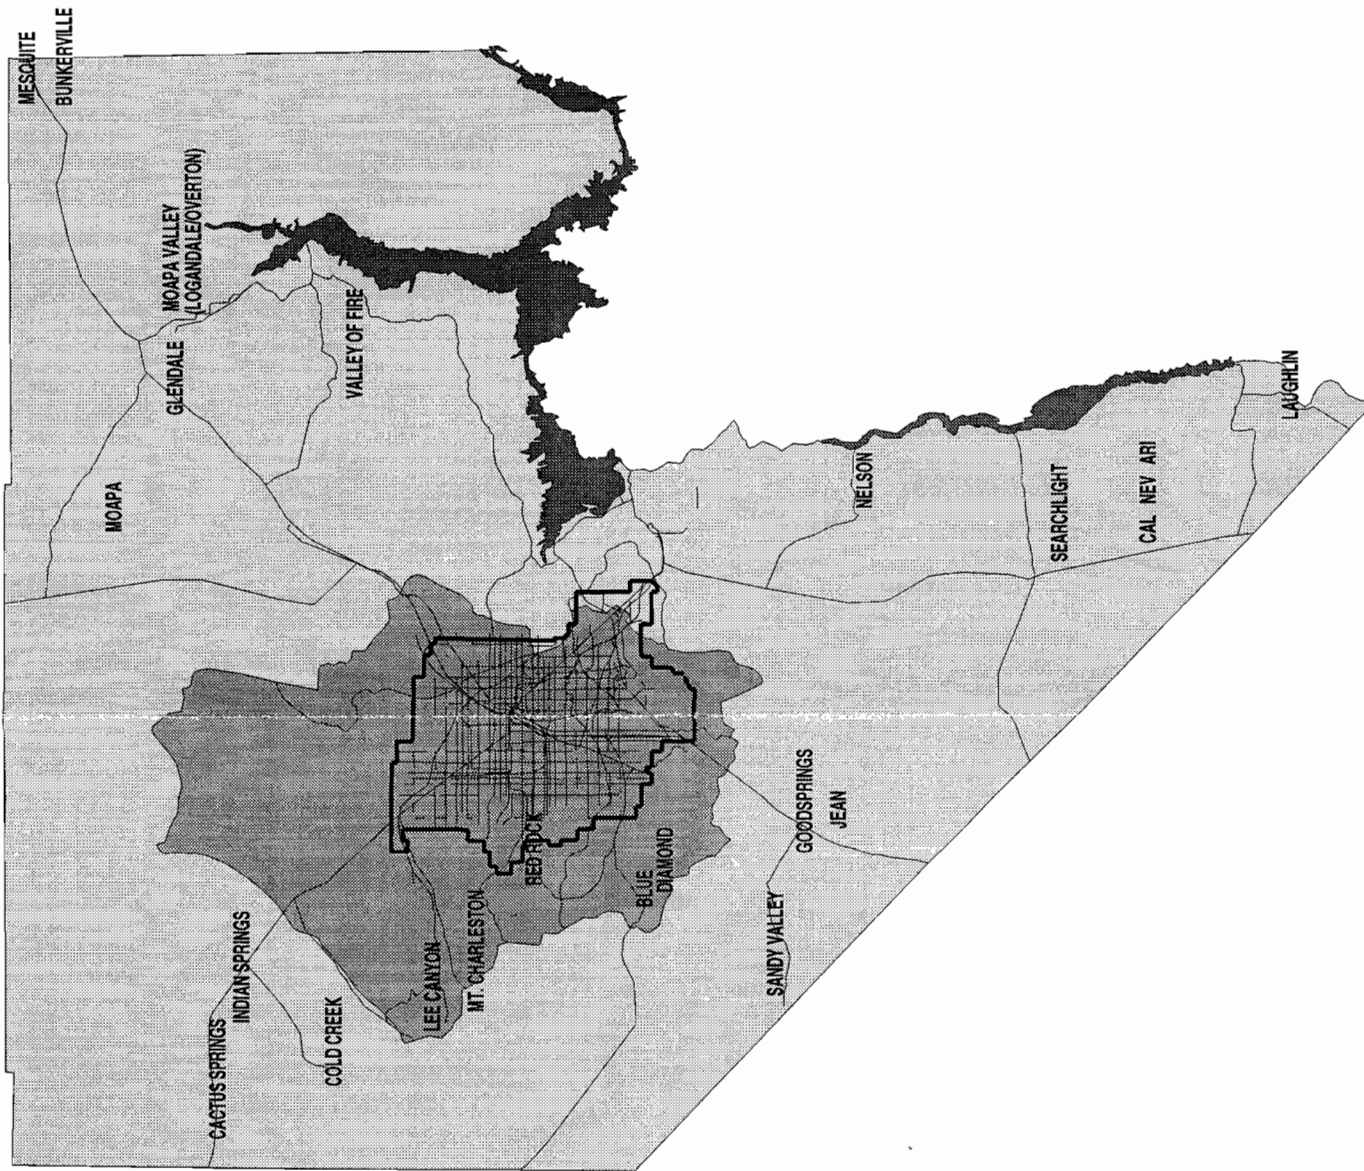 MESQUITE
BUNKERVILLE
MOAPA VALLEY
(LOGANDALE/OVERTON)
GLENDALE
VALLEY OF FIRE
MOAPA
CACTUS SPRINGS
INDIAN SPRINGS
COLD CREEK
LEE CANYON
MT. CHARLESTON
RED ROCK
BLUE
DIAMOND
SANDY VALLEY
GOODSPRINGS
JEAN
NELSON
SEARCHLIGHT
CAL NEV ARI
LAUGHLIN